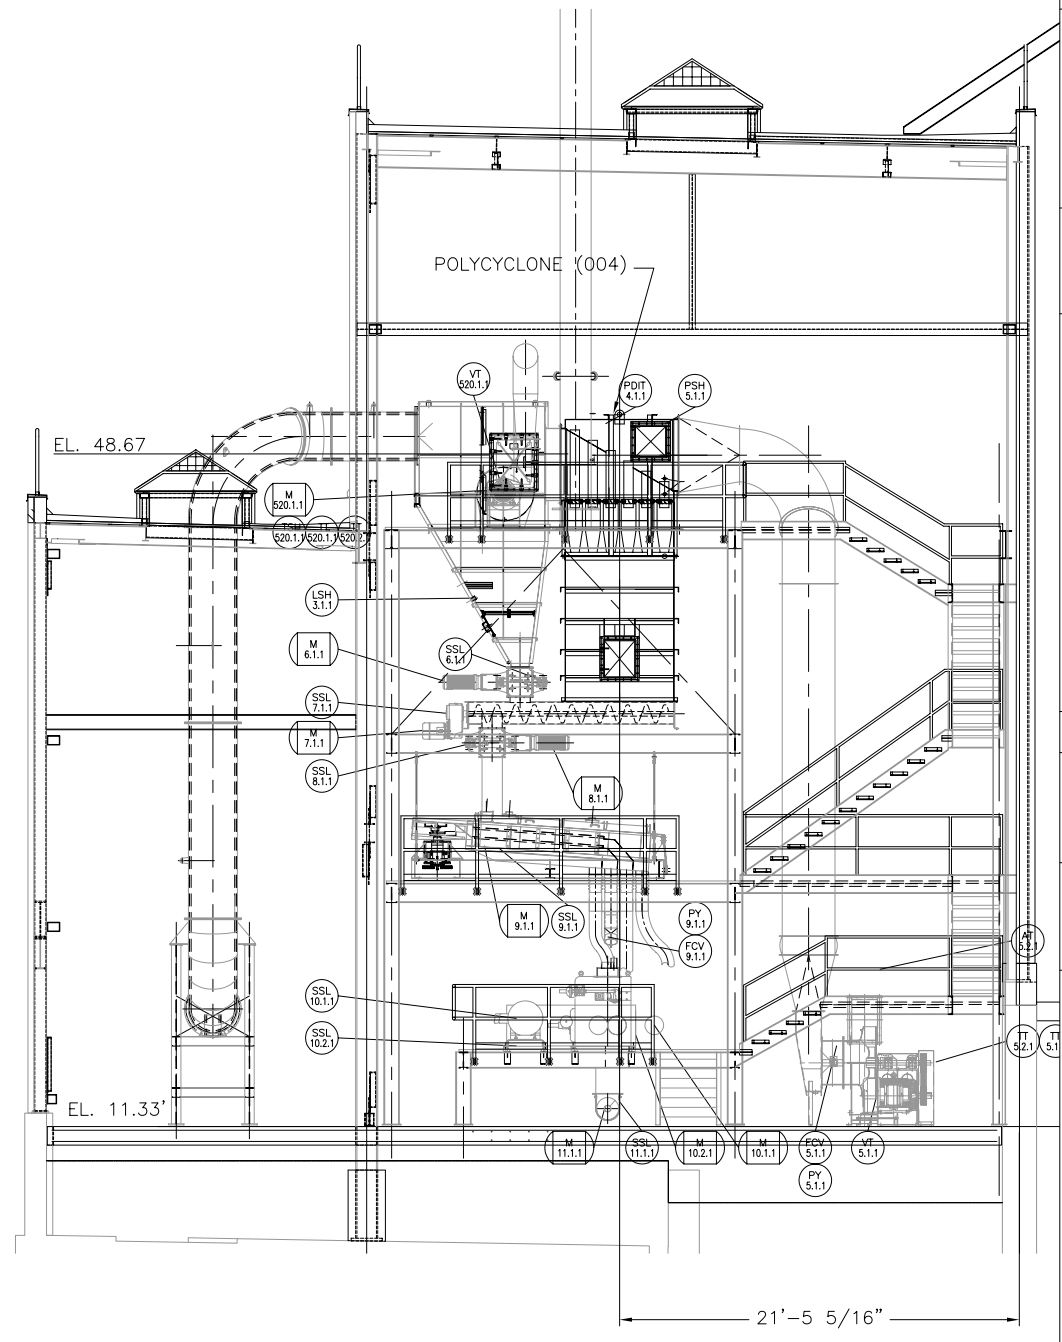 POLYCYCLONE (004)
VT
520.1.1
PDIT
4.1.1
PSH
5.1.1
EL. 48.67
M
520.1.1
TSH
520.1.1
TI
520.1.1
TT
520.2.
LSH
3.1.1
M
6.1.1
SSL
6.1.1
SSL
7.1.1
M
7.1.1
SSL
8.1.1
M
8.1.1
M
9.1.1
SSL
9.1.1
PY
9.1.1
FCV
9.1.1
AT
5.2.1
SSL
10.1.1
SSL
10.2.1
TT
5.2.1
TT
5.1
EL. 11.33'
M
11.1.1
SSL
11.1.1
M
10.2.1
M
10.1.1
FCV
5.1.1
VT
5.1.1
PY
5.1.1
21'-5 5/16"